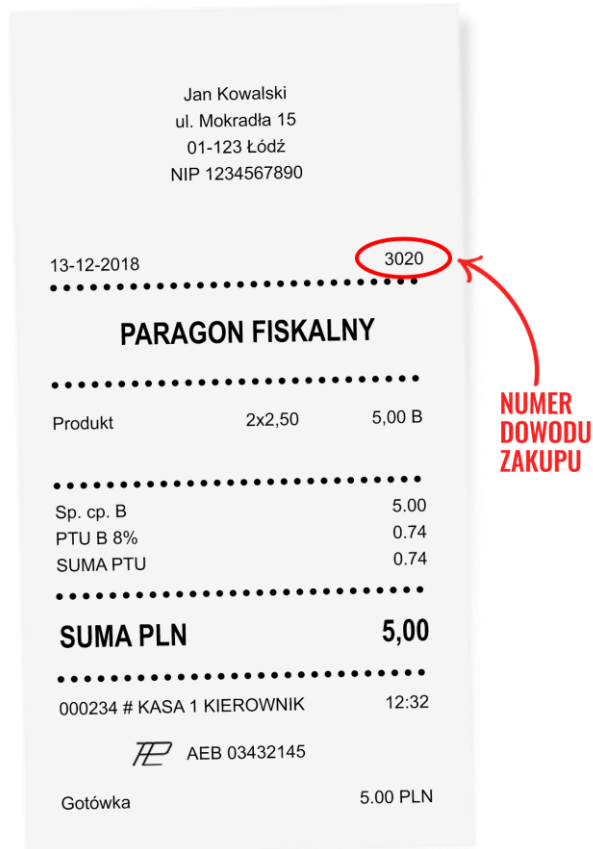 Jan Kowalski
ul. Mokradła 15
01-123 Łódź
NIP 1234567890
13-12-2018 3020
PARAGON FISKALNY
Produkt 2x2,50 5,00 B
NUMER
DOWODU
ZAKUPU
Sp. cp. B 5.00
PTU B 8% 0.74
SUMA PTU 0.74
SUMA PLN 5,00
000234 # KASA 1 KIEROWNIK 12:32
AEB 03432145
Gotówka 5.00 PLN